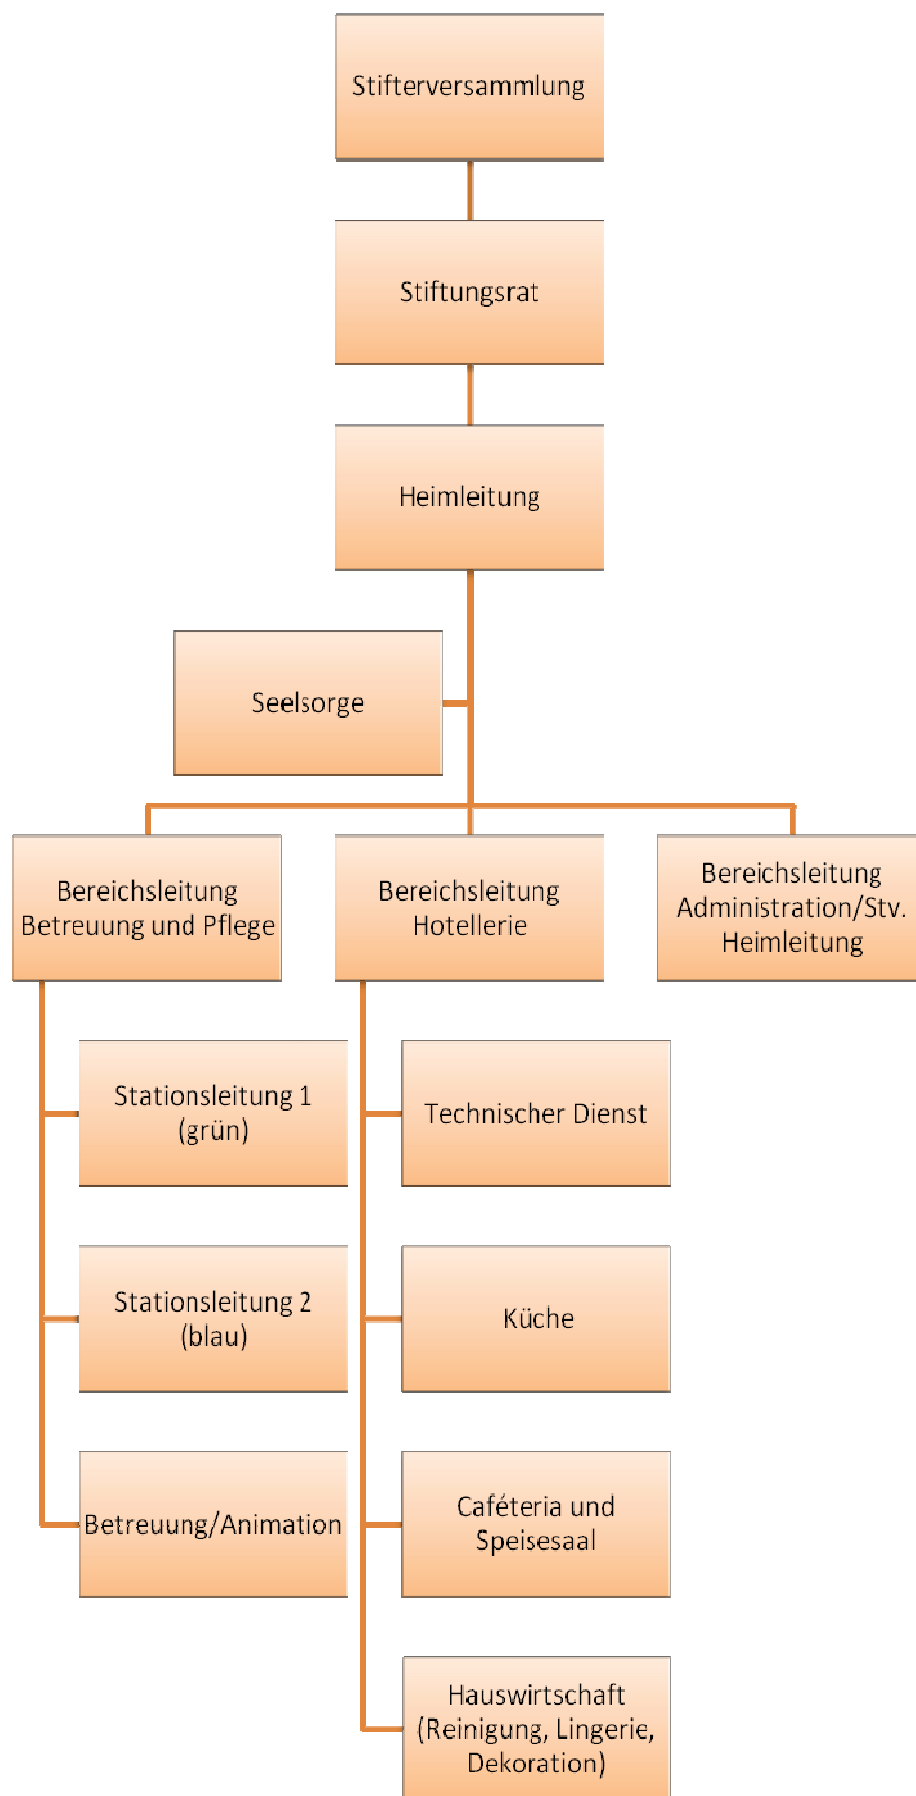 Stifterversammlung
Stiftungsrat
Heimleitung
Seelsorge
Bereichsleitung
Betreuung und Pflege
Bereichsleitung
Hotellerie
Bereichsleitung
Administration/Stv.
Heimleitung
Stationsleitung 1
(grün)
Technischer Dienst
Stationsleitung 2
(blau)
Küche
Betreuung/Animation
Caféteria und
Speisesaal
Hauswirtschaft
(Reinigung, Lingerie,
Dekoration)